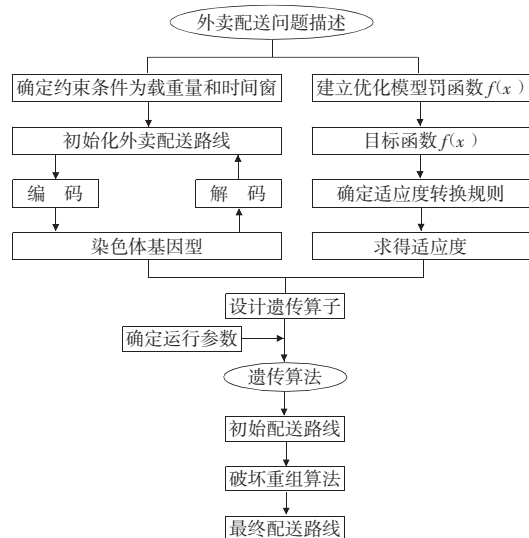 外卖配送问题描述
确定约束条件为载重量和时间窗
建立优化模型罚函数f(x)
初始化外卖配送路线
目标函数f(x)
编 码
解 码
确定适应度转换规则
染色体基因型
求得适应度
设计遗传算子
确定运行参数
遗传算法
初始配送路线
破坏重组算法
最终配送路线